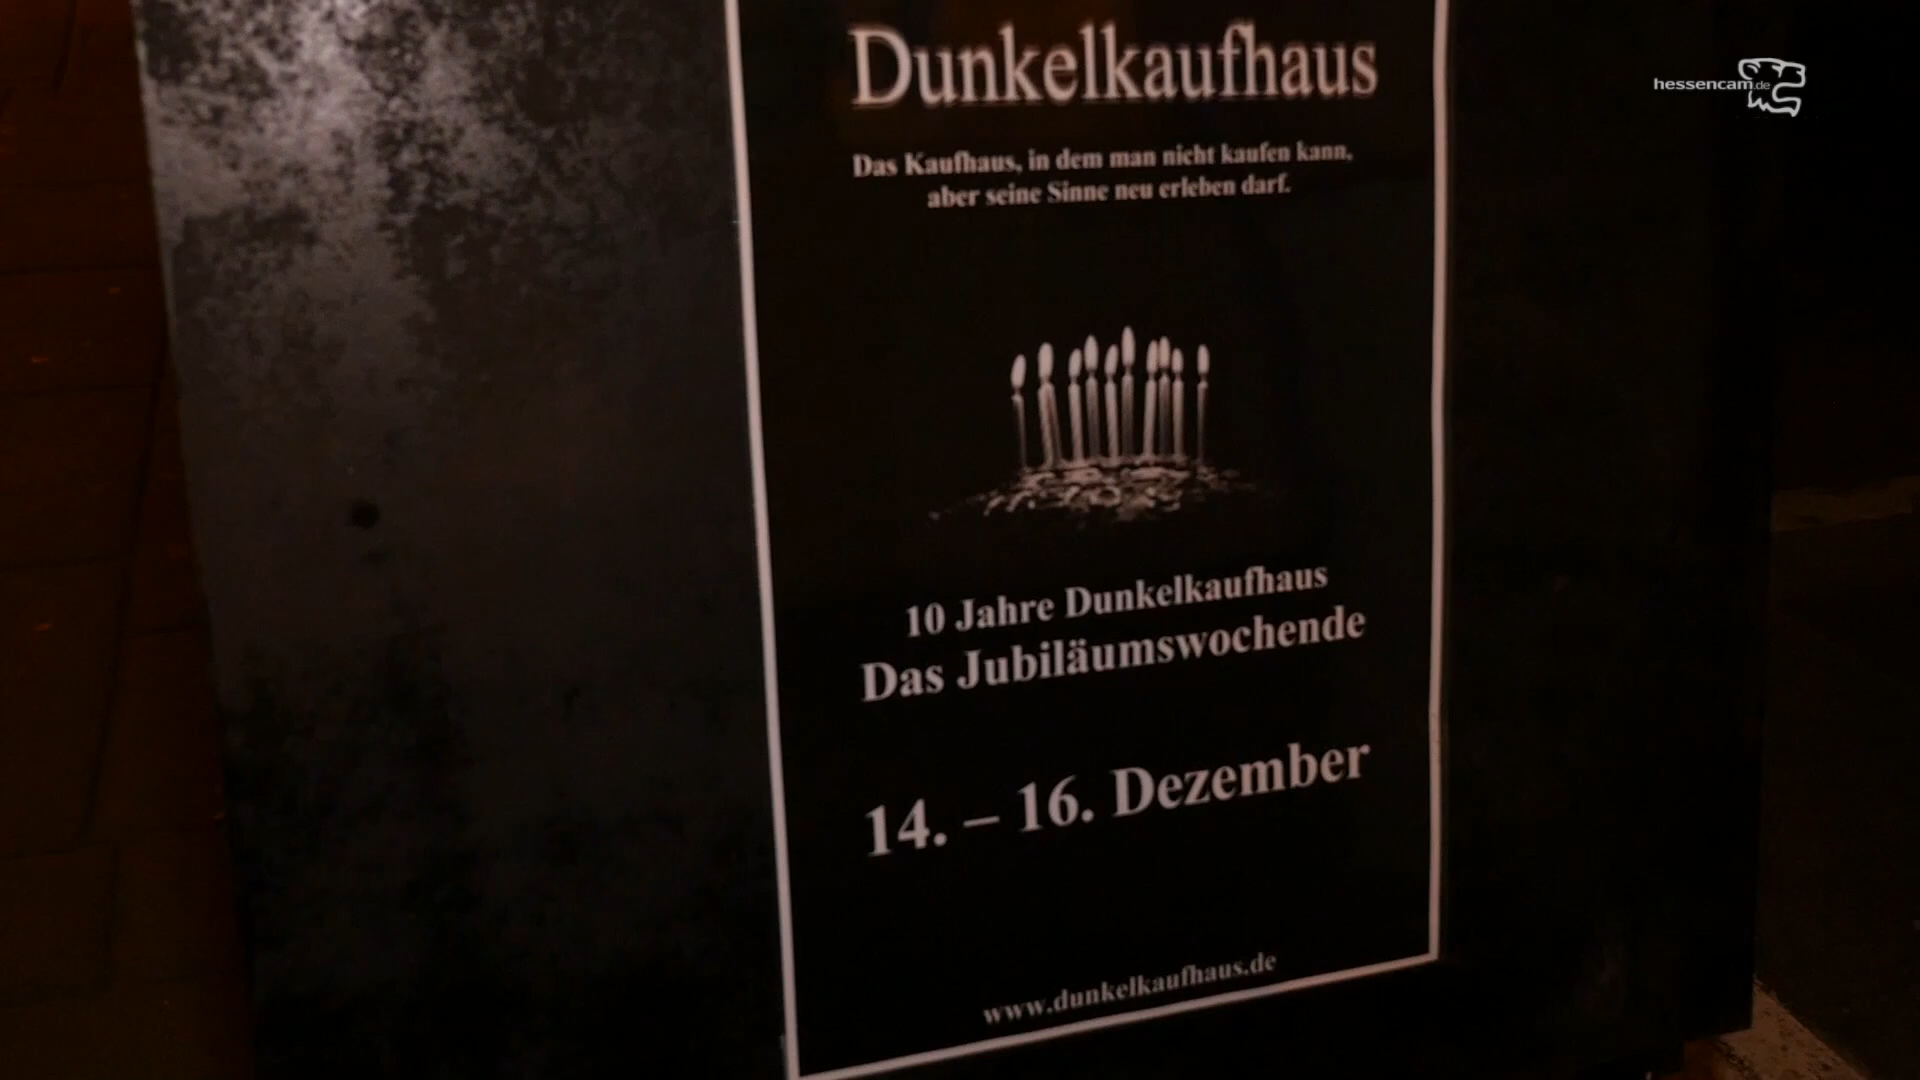 Dunkelkaufhaus
hessencam.de
Das Kaufhaus, in dem man nicht kaufen kann,
aber seine Sinne neu erleben darf.
10 Jahre Dunkelkaufhaus
Das Jubiläumswochende
14. – 16. Dezember
www.dunkelkaufhaus.de